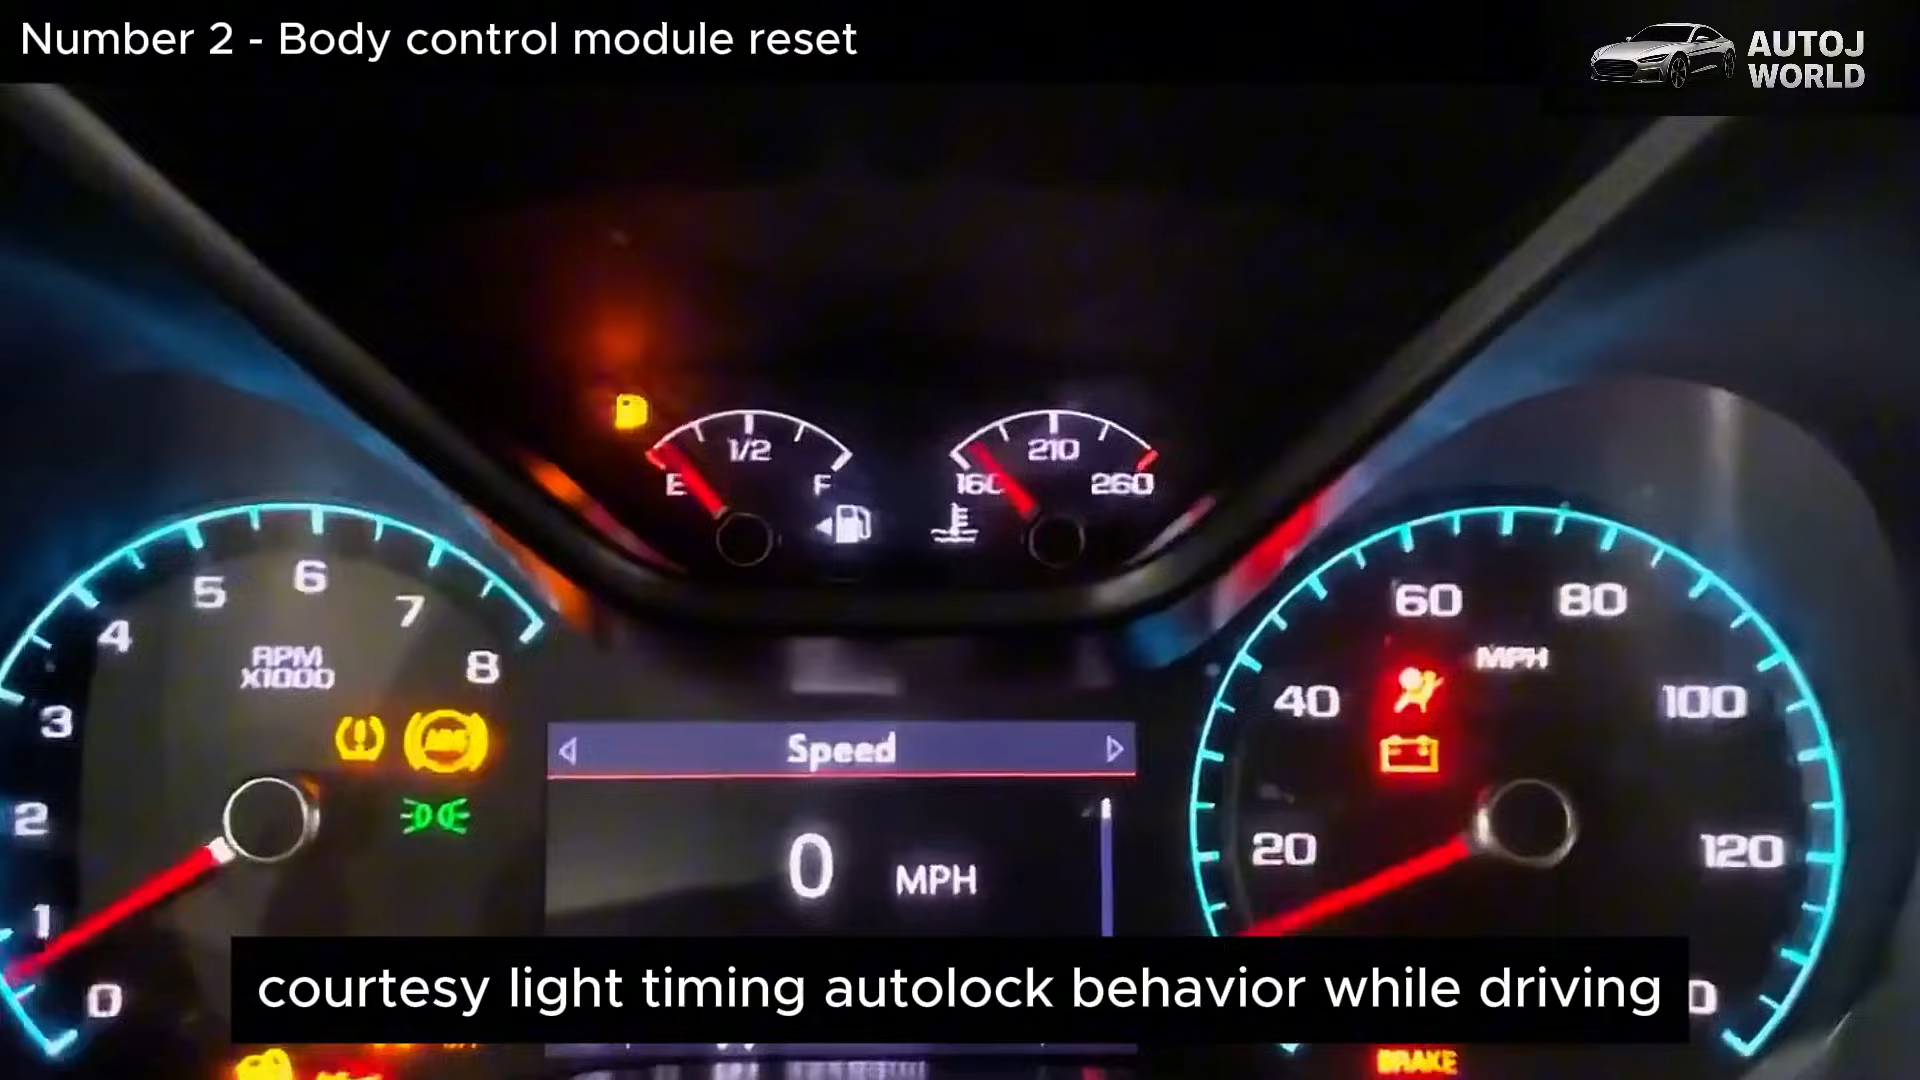 Number 2 - Body control module reset
AUTOJ
WORLD
1/2
E
F
210
160
260
5
6
7
4
8
RPM
X1000
3
2
1
0
ABS
60
80
MPH
40
100
20
120
Speed
0 MPH
courtesy light timing autolock behavior while driving
BRAKE